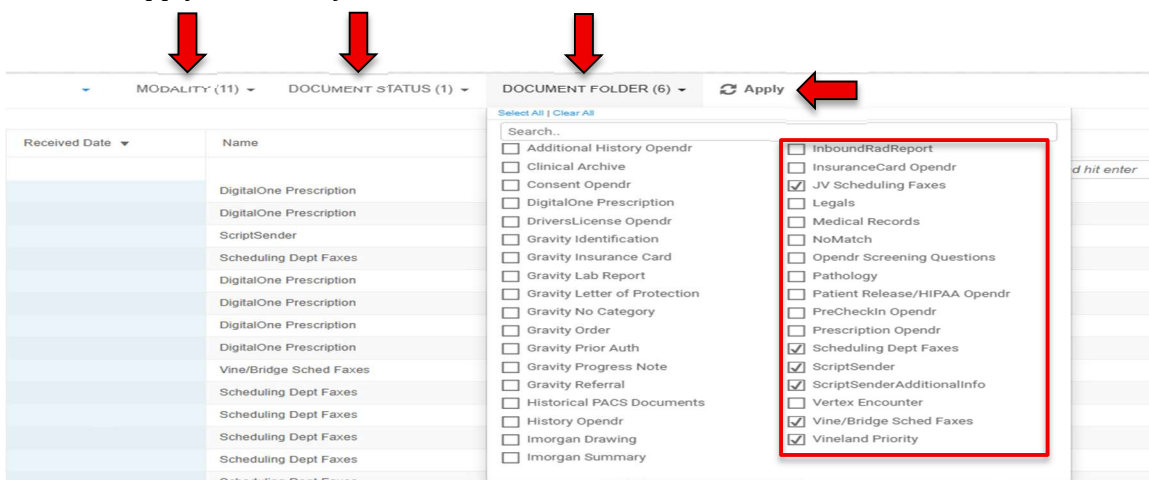 MODALITY (11) DOCUMENT STATUS (1) DOCUMENT FOLDER (6) Apply
Select All | Clear All
Search..
Received Date Name
d hit enter
DigitalOne Prescription
DigitalOne Prescription
ScriptSender
Scheduling Dept Faxes
DigitalOne Prescription
DigitalOne Prescription
DigitalOne Prescription
DigitalOne Prescription
Vine/Bridge Sched Faxes
Scheduling Dept Faxes
Scheduling Dept Faxes
Scheduling Dept Faxes
Scheduling Dept Faxes
Scheduling Dept Faxes
Additional History Opendr
Clinical Archive
Consent Opendr
DigitalOne Prescription
DriversLicense Opendr
Gravity Identification
Gravity Insurance Card
Gravity Lab Report
Gravity Letter of Protection
Gravity No Category
Gravity Order
Gravity Prior Auth
Gravity Progress Note
Gravity Referral
Historical PACS Documents
History Opendr
Imorgan Drawing
Imorgan Summary
InboundRadReport
InsuranceCard Opendr
JV Scheduling Faxes
Legals
Medical Records
NoMatch
Opendr Screening Questions
Pathology
Patient Release/HIPAA Opendr
PreCheckIn Opendr
Prescription Opendr
Scheduling Dept Faxes
ScriptSender
ScriptSenderAdditionalInfo
Vertex Encounter
Vine/Bridge Sched Faxes
Vineland Priority